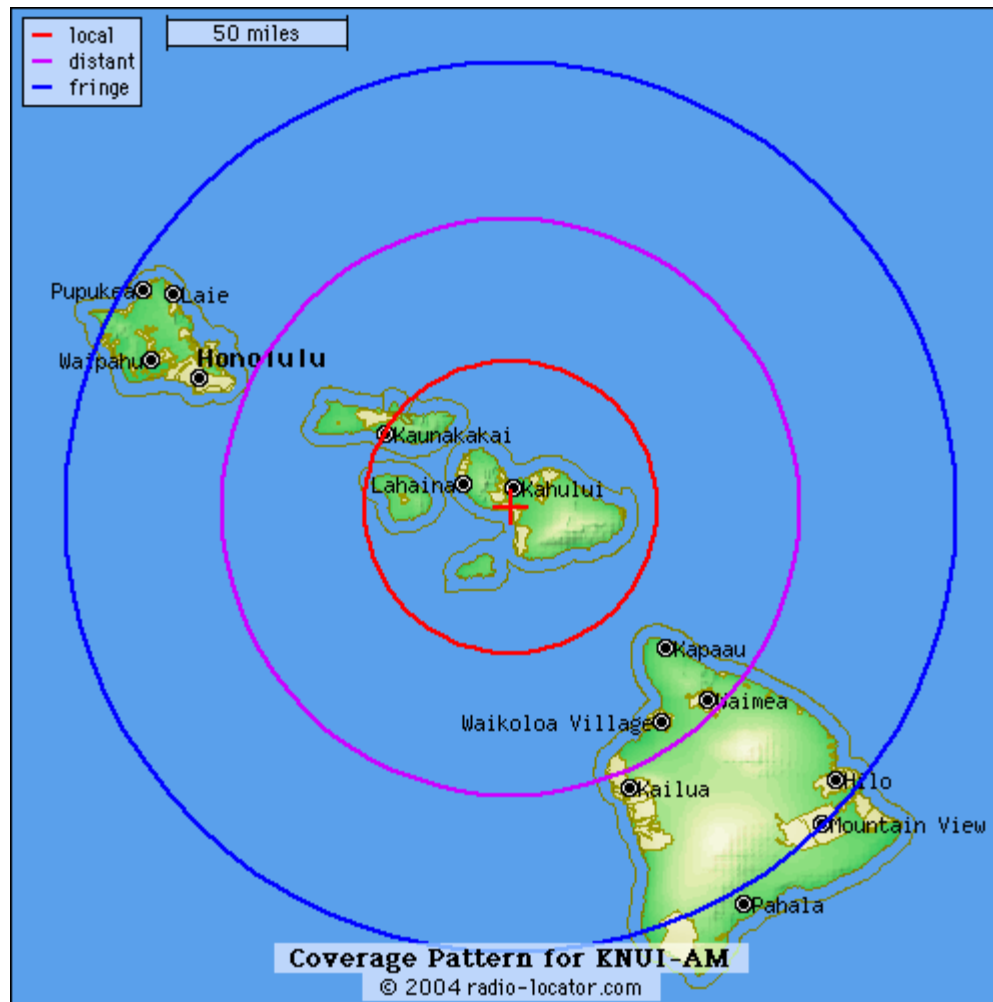 local
distant
fringe
50 miles
Pupukea
Laie
Honolulu
Waipahu
Kaunakakai
Lahaina
Kahului
Kapaau
Waimea
Waikoloa Village
Kailua
Hilo
Mountain View
Pahala
Coverage Pattern for KNUI-AM
© 2004 radio-locator.com